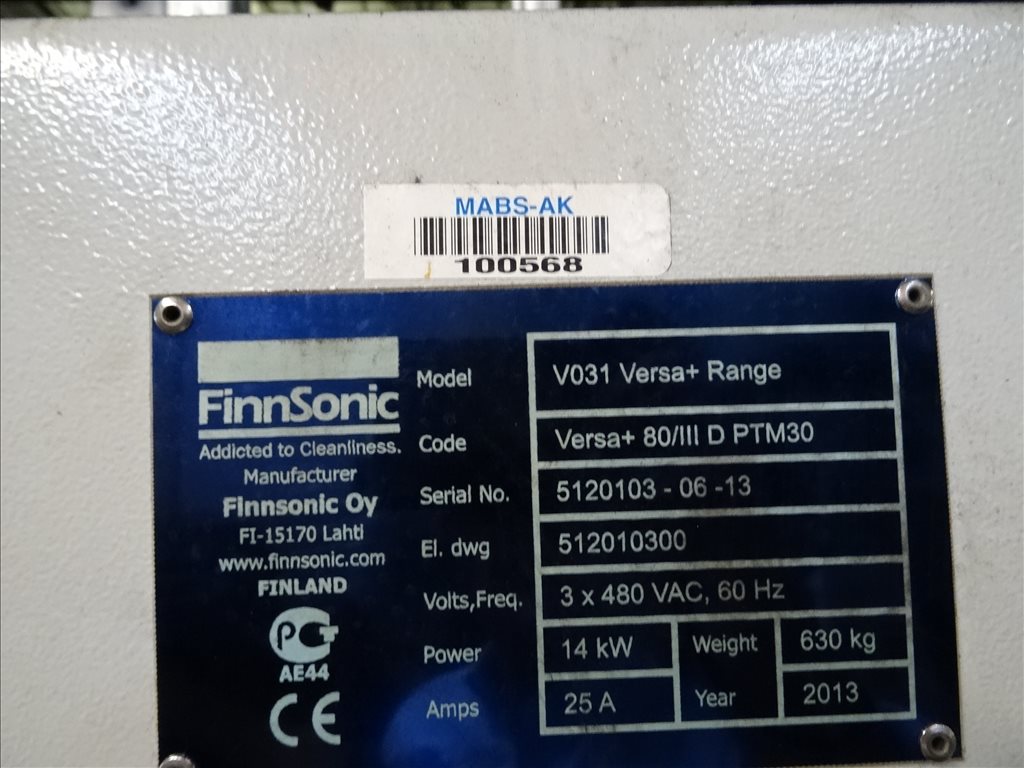 MABS-AK
100568
FinnSonic
Addicted to Cleanliness.
Manufacturer
Finnsonic Oy
FI-15170 Lahti
www.finnsonic.com
FINLAND
PCT
AE44
CE
Model V031 Versa+ Range
Code Versa+ 80/III D PTM30
Serial No. 5120103 - 06 -13
El. dwg 512010300
Volts,Freq. 3 x 480 VAC, 60 Hz
Power 14 kW Weight 630 kg
Amps 25 A Year 2013